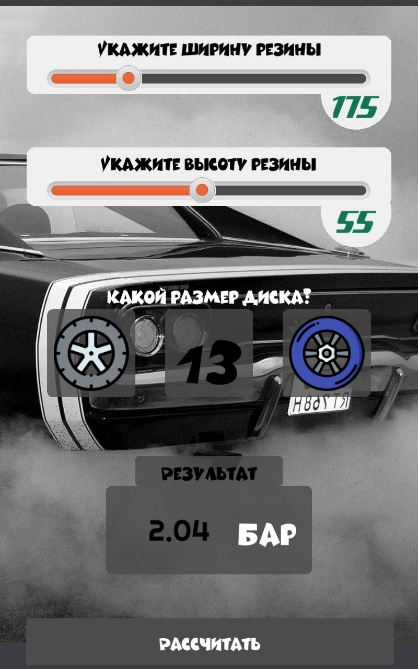 Укажите ширину резины
175
Укажите высоту резины
55
Какой размер диска?
13
Результат
2.04 Бар
Рассчитать